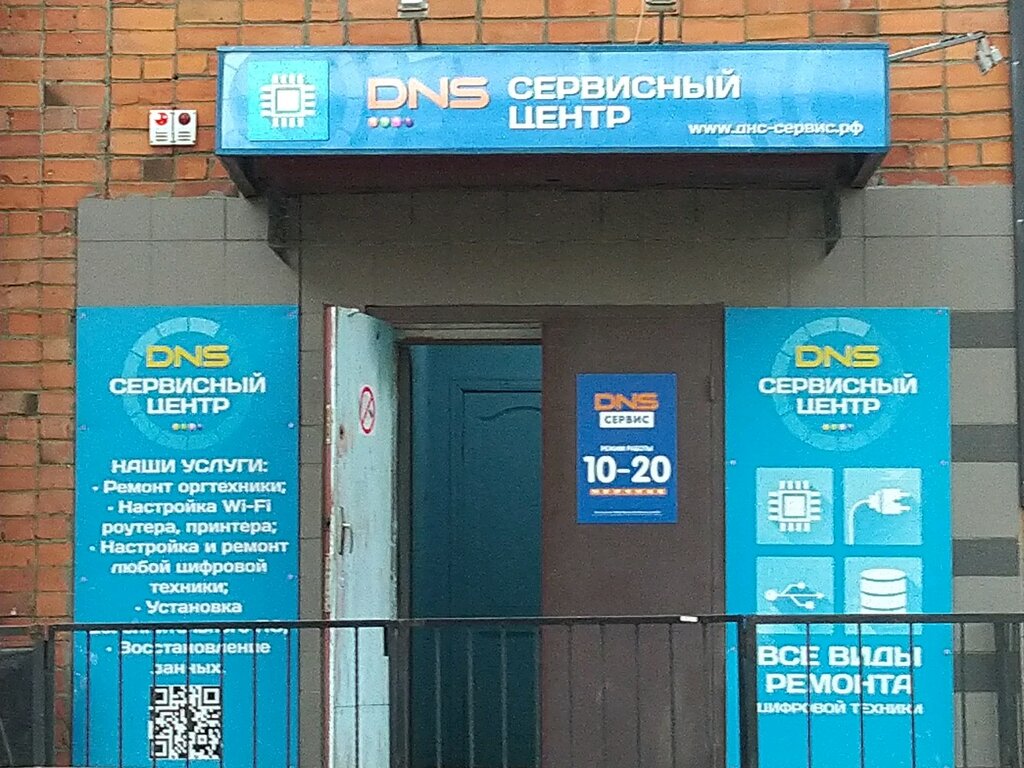 DNS СЕРВИСНЫЙ
ЦЕНТР
www.днс-сервис.рф
DNS
СЕРВИСНЫЙ
ЦЕНТР
НАШИ УСЛУГИ:
- Ремонт оргтехники;
- Настройка Wi-Fi
роутера, принтера;
- Настройка и ремонт
любой цифровой
техники;
- Установка
- Восстановление
данных.
DNS
СЕРВИС
РЕЖИМ РАБОТЫ
10-20
DNS
СЕРВИСНЫЙ
ЦЕНТР
ВСЕ ВИДЫ
РЕМОНТА
ЦИФРОВОЙ ТЕХНИКИ